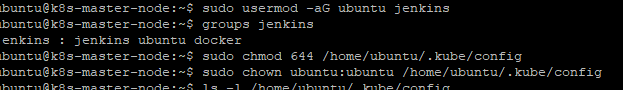 ubuntu@k8s-master-node:~$ sudo usermod -aG ubuntu jenkins
ubuntu@k8s-master-node:~$ groups jenkins
enkins : jenkins ubuntu docker
ubuntu@k8s-master-node:~$ sudo chmod 644 /home/ubuntu/.kube/config
ubuntu@k8s-master-node:~$ sudo chown ubuntu:ubuntu /home/ubuntu/.kube/config
ubuntu@k8s-master-node:~$ ls -l /home/ubuntu/.kube/config